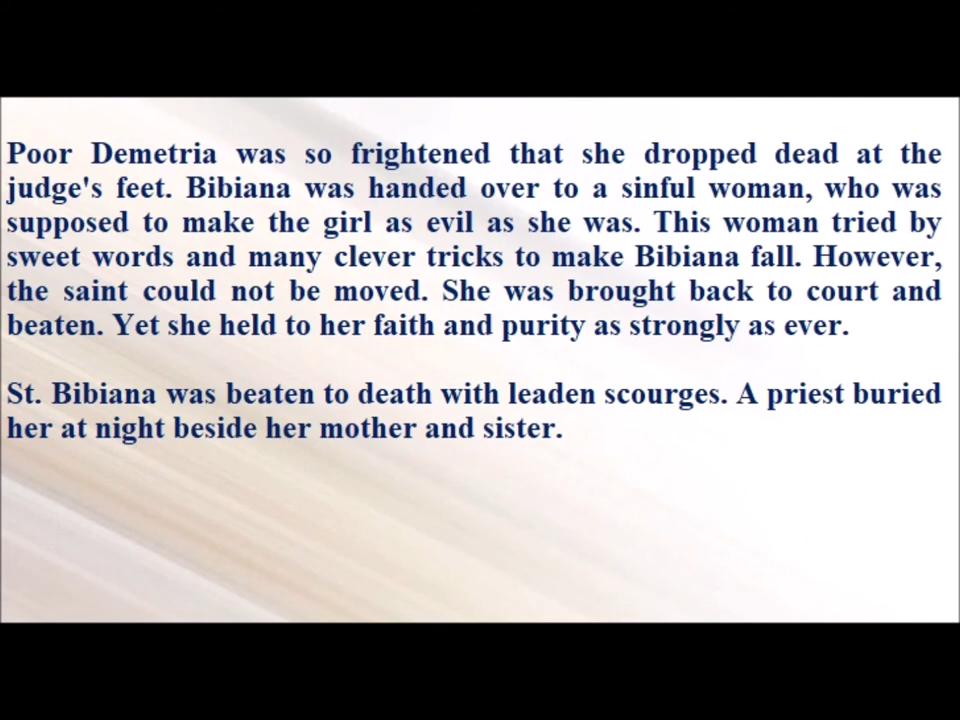 Poor Demetria was so frightened that she dropped dead at the
judge's feet. Bibiana was handed over to a sinful woman, who was
supposed to make the girl as evil as she was. This woman tried by
sweet words and many clever tricks to make Bibiana fall. However,
the saint could not be moved. She was brought back to court and
beaten. Yet she held to her faith and purity as strongly as ever.
St. Bibiana was beaten to death with leaden scourges. A priest buried
her at night beside her mother and sister.